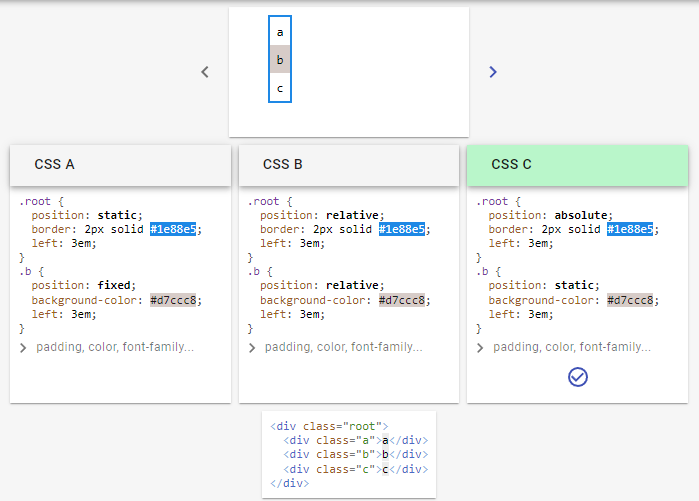 a
b
c
CSS A
.root {
position: static;
border: 2px solid #1e88e5;
left: 3em;
}
.b {
position: fixed;
background-color: #d7ccc8;
left: 3em;
}
padding, color, font-family...
CSS B
.root {
position: relative;
border: 2px solid #1e88e5;
left: 3em;
}
.b {
position: relative;
background-color: #d7ccc8;
left: 3em;
}
padding, color, font-family...
CSS C
.root {
position: absolute;
border: 2px solid #1e88e5;
left: 3em;
}
.b {
position: static;
background-color: #d7ccc8;
left: 3em;
}
padding, color, font-family...
<div class="root">
<div class="a">a</div>
<div class="b">b</div>
<div class="c">c</div>
</div>